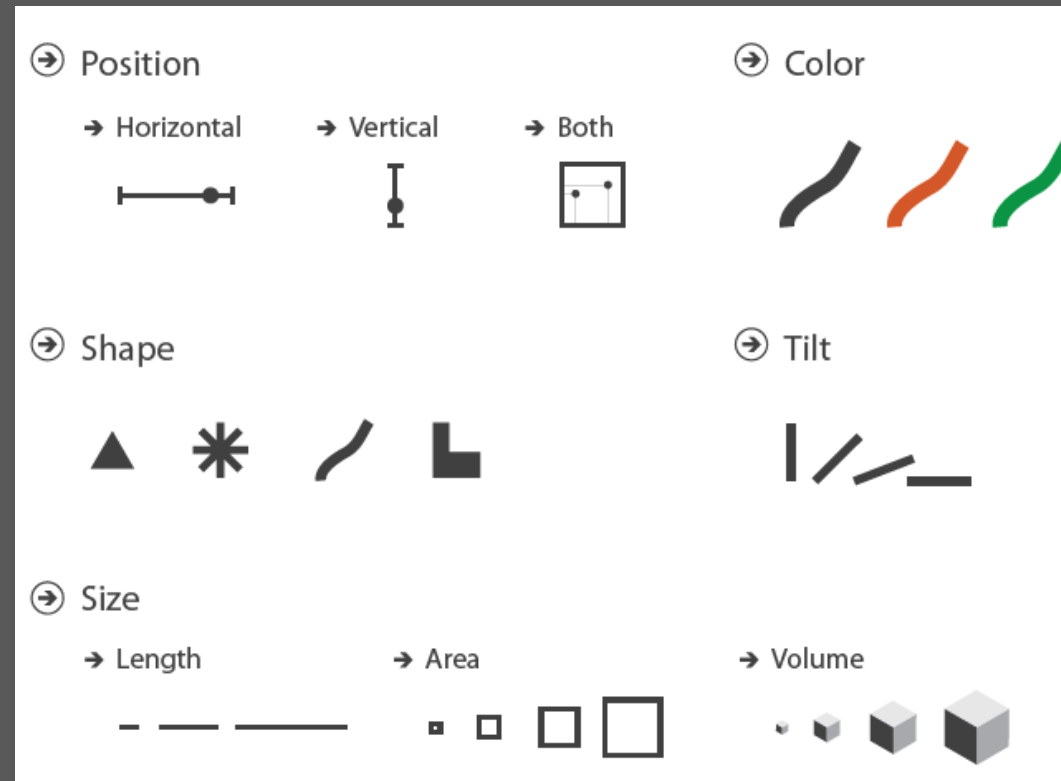 Position
Horizontal
Vertical
Both
Color
Shape
Tilt
Size
Length
Area
Volume